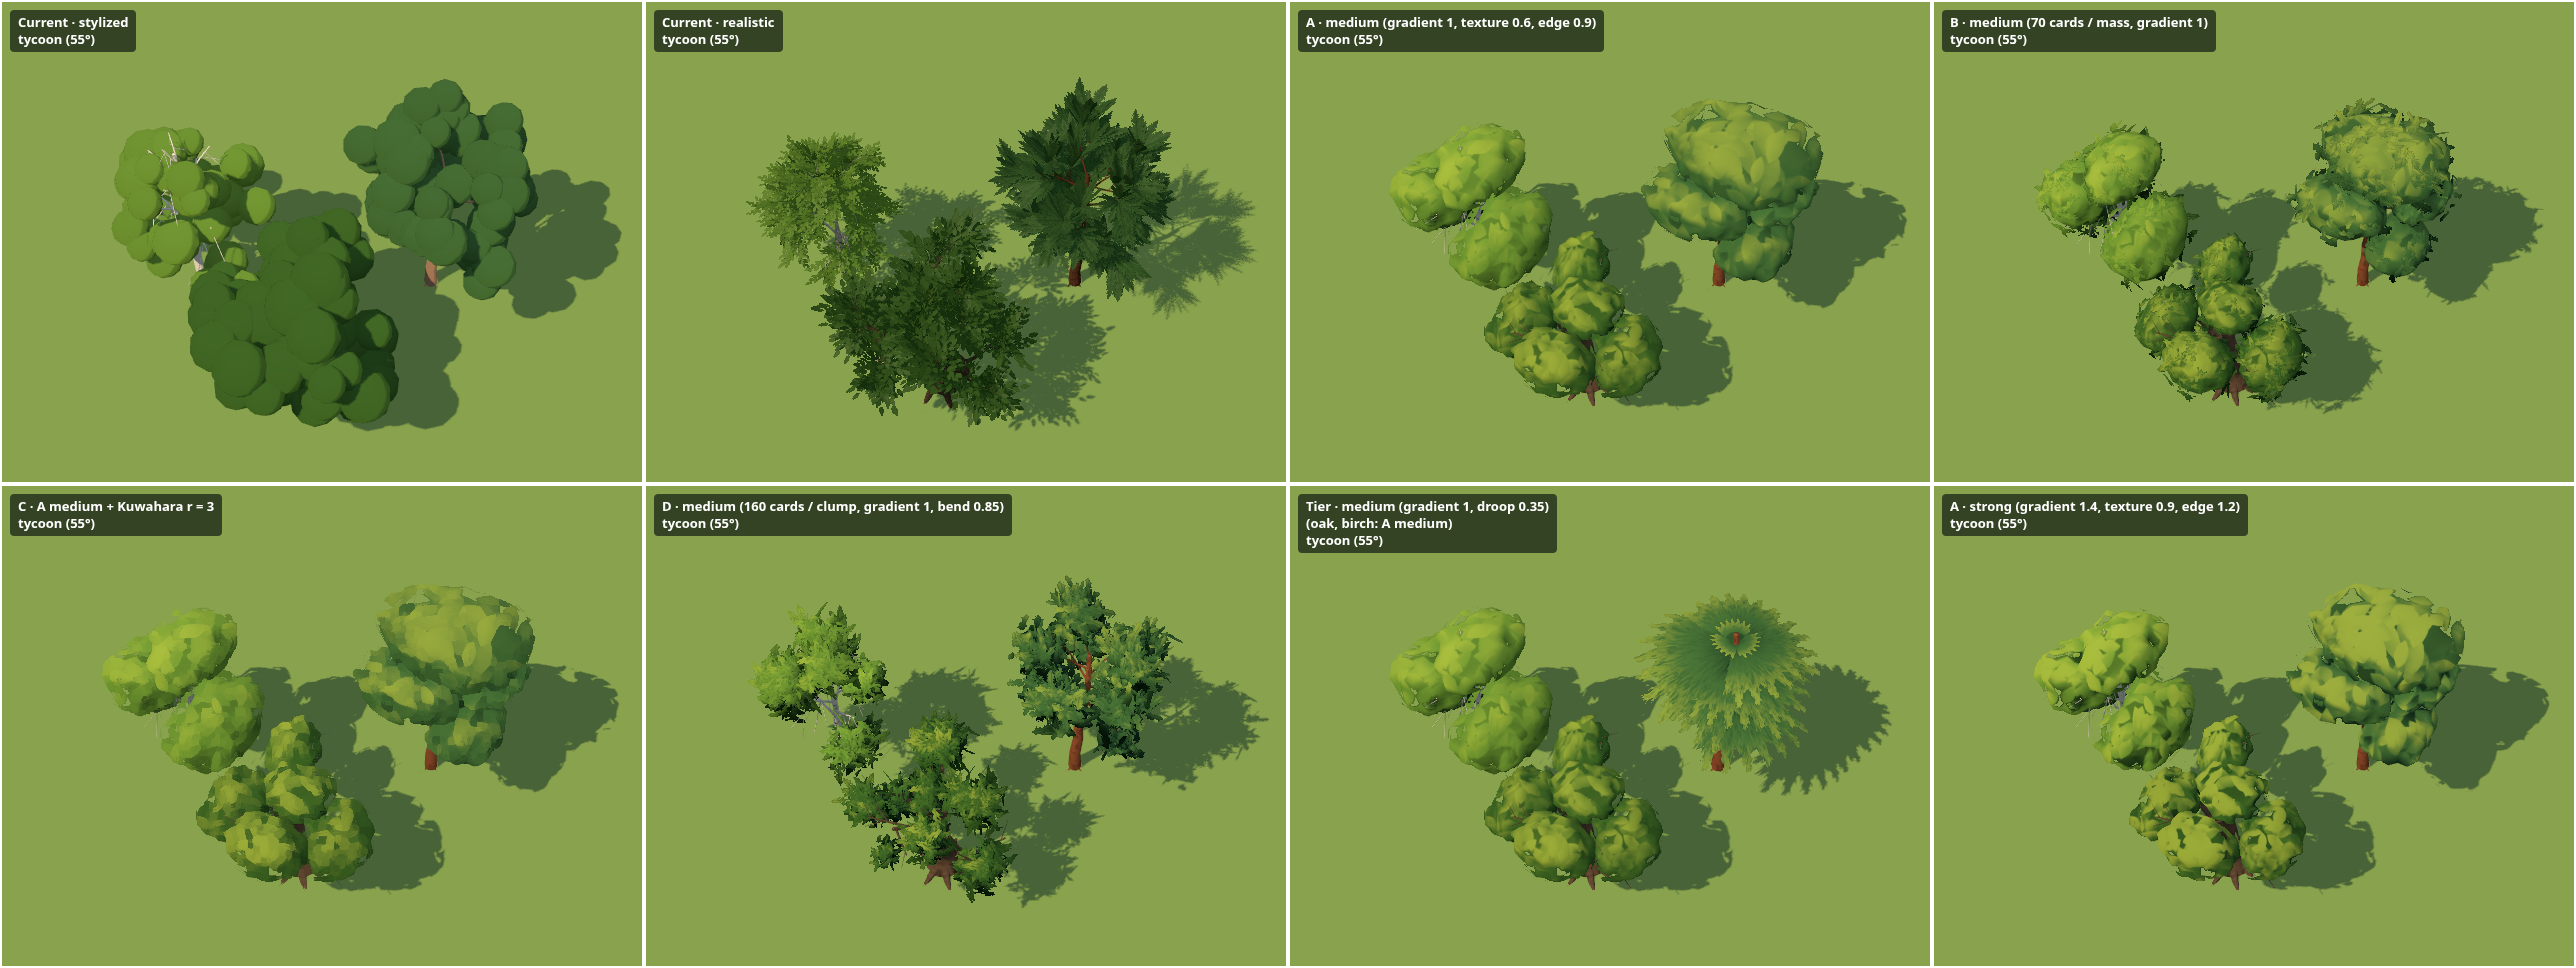 Current · stylized
tycoon (55°)
Current · realistic
tycoon (55°)
A · medium (gradient 1, texture 0.6, edge 0.9)
tycoon (55°)
B · medium (70 cards / mass, gradient 1)
tycoon (55°)
C · A medium + Kuwahara r = 3
tycoon (55°)
D · medium (160 cards / clump, gradient 1, bend 0.85)
tycoon (55°)
Tier · medium (gradient 1, droop 0.35)
(oak, birch: A medium)
tycoon (55°)
A · strong (gradient 1.4, texture 0.9, edge 1.2)
tycoon (55°)